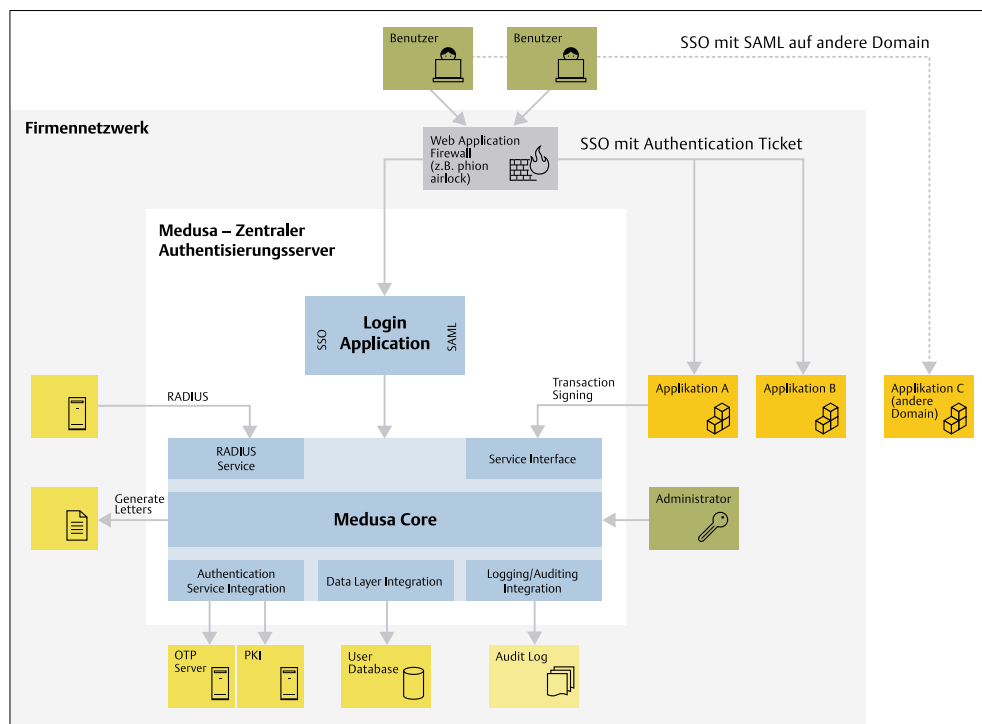 Benutzer
Benutzer
SSO mit SAML auf andere Domain
Firmennetzwerk
Web Application
Firewall
(z.B. phion
airlock)
SSO mit Authentication Ticket
Medusa – Zentraler
Authentisierungsserver
SSO
Login
Application
SAML
RADIUS
Transaction
Signing
Applikation A
Applikation B
Applikation C
(andere
Domain)
RADIUS
Service
Service Interface
Generate
Letters
Medusa Core
Administrator
Authentication
Service Integration
Data Layer Integration
Logging/Auditing
Integration
OTP
Server
PKI
User
Database
Audit Log